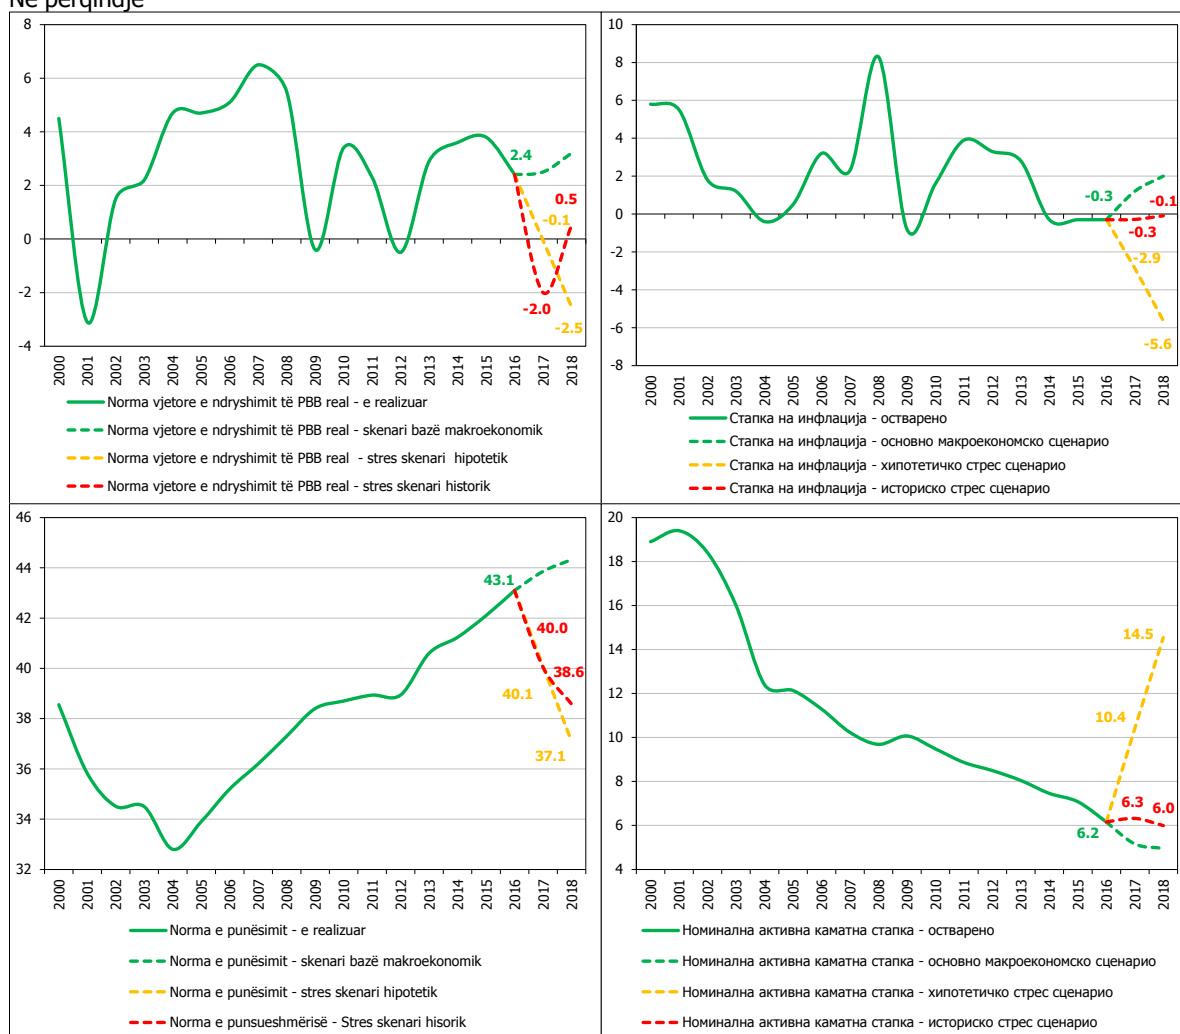 Në përqindje
8
6
4
2
0
-2
-4
2.4
0.5
-0.1
-2.0
-2.5
2000 2001 2002 2003 2004 2005 2006 2007 2008 2009 2010 2011 2012 2013 2014 2015 2016 2017 2018
Norma vjetore e ndryshimit të PBB real - e realizuar
Norma vjetore e ndryshimit të PBB real - skenari bazë makroekonomik
Norma vjetore e ndryshimit të PBB real - stres skenari hipotetik
Norma vjetore e ndryshimit të PBB real - stres skenari historik
10
8
6
4
2
0
-2
-4
-6
-8
-0.3
-0.1
-0.3
-2.9
-5.6
2000 2001 2002 2003 2004 2005 2006 2007 2008 2009 2010 2011 2012 2013 2014 2015 2016 2017 2018
Стапка на инфлација - остварено
Стапка на инфлација - основно макроекономско сценарио
Стапка на инфлација - хипотетичко стрес сценарио
Стапка на инфлација - историско стрес сценарио
46
44
42
40
38
36
34
32
43.1
40.0
38.6
40.1
37.1
2000 2001 2002 2003 2004 2005 2006 2007 2008 2009 2010 2011 2012 2013 2014 2015 2016 2017 2018
Norma e punësimit - e realizuar
Norma e punësimit - skenari bazë makroekonomik
Norma e punësimit - stres skenari hipotetik
Norma e punsueshmërisë - Stres skenari hisorik
20
18
16
14
12
10
8
6
4
14.5
10.4
6.3
6.0
6.2
2000 2001 2002 2003 2004 2005 2006 2007 2008 2009 2010 2011 2012 2013 2014 2015 2016 2017 2018
Номинална активна каматна стапка - остварено
Номинална активна каматна стапка - основно макроекономско сценарио
Номинална активна каматна стапка - хипотетичко стрес сценарио
Номинална активна каматна стапка - историско стрес сценарио